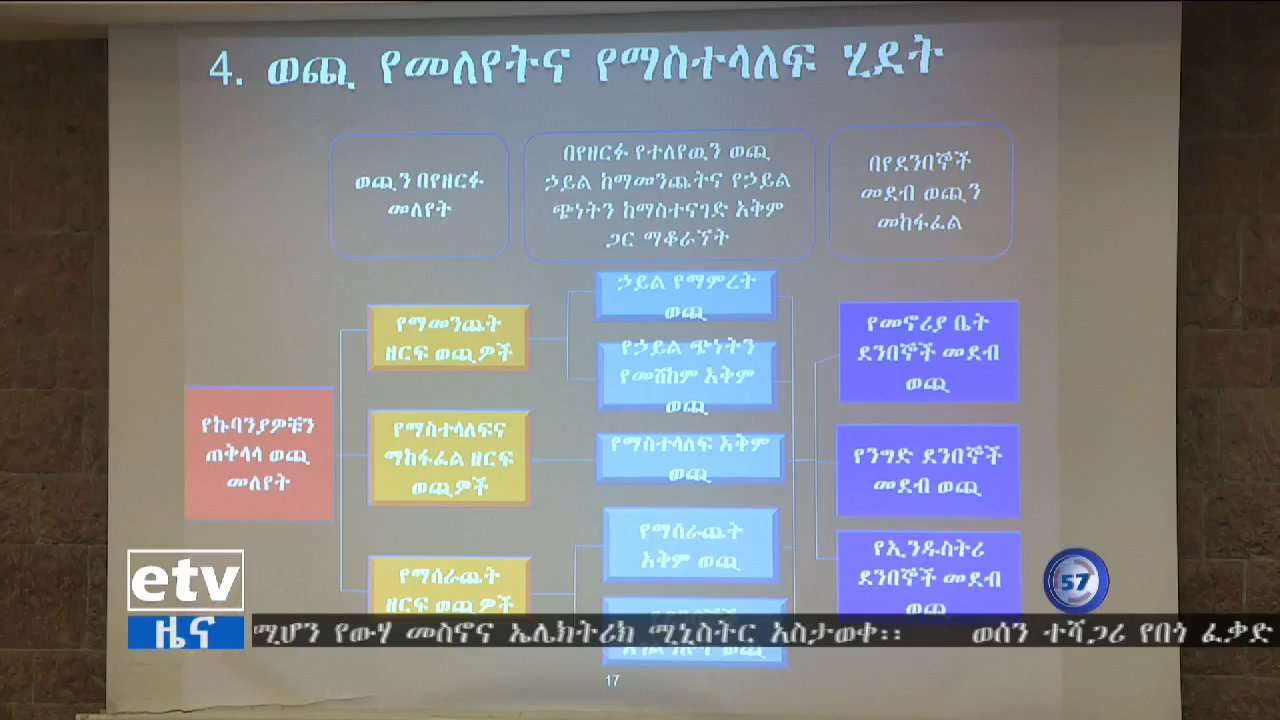 4. ወጪ የመለየትና የማስተላለፍ ሂደት
ወጪን በየዘርፉ
መለየት
በየዘርፉ የተለየዉን ወጪ
ኃይል ከማመንጨትና የኃይል
ጭነትን ከማስተናገድ አቅም
ጋር ማቆራኘት
በየደንበኞች
መደብ ወጪን
መከፋፈል
የኩባንያዎቹን
ጠቅላላ ወጪ
መለየት
የማመንጨት
ዘርፍ ወጪዎች
የማስተላለፍና
ማከፋፈል ዘርፍ
ወጪዎች
የማሰራጨት
ዘርፍ ወጪዎች
ኃይል የማምረት
ወጪ
የኃይል ጭነትን
የመሸከም አቅም
ወጪ
የማስተላለፍ አቅም
ወጪ
የማሰራጨት
አቅም ወጪ
ወጪ
የመኖሪያ ቤት
ደንበኞች መደብ
ወጪ
የንግድ ደንበኞች
መደብ ወጪ
የኢንዱስትሪ
ደንበኞች መደብ
ወጪ
etv
ዜና
57
ሚሆን የውሃ መስኖና ኤሌክትሪክ ሚኒስትር አስታወቀ፡፡ ወሰን ተሻጋሪ የበጎ ፈቃድ
17